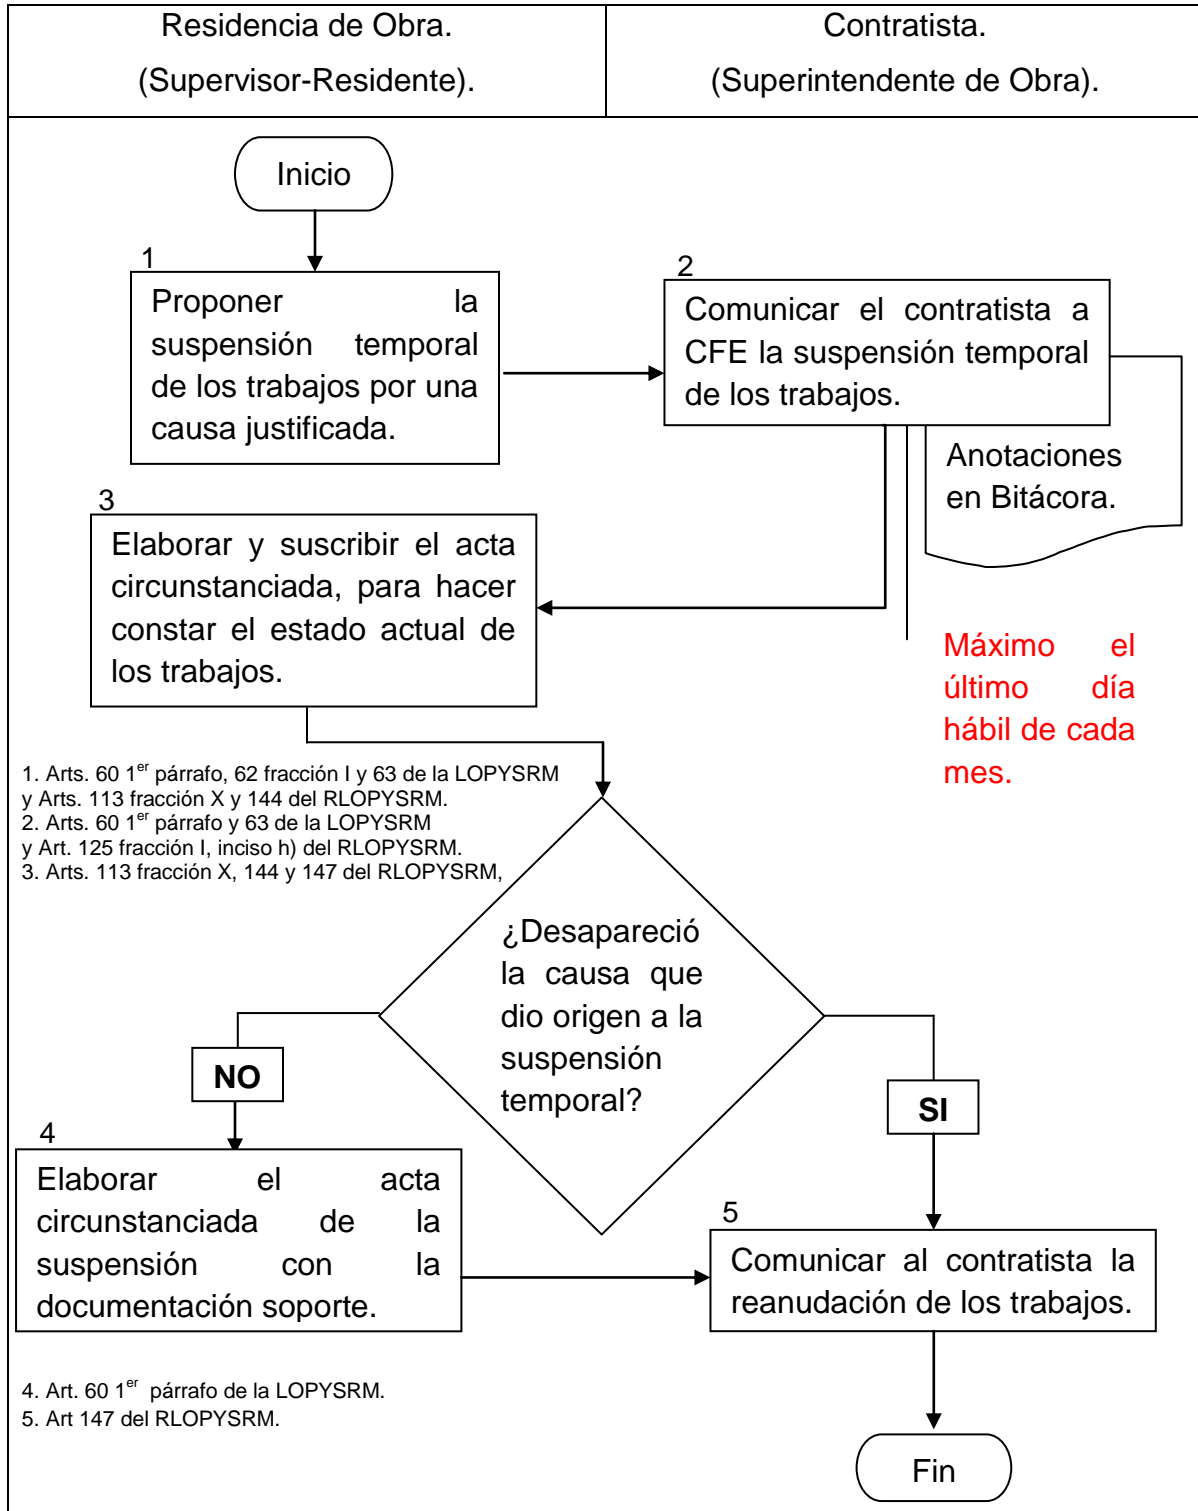 Residencia de Obra.
(Supervisor-Residente).
Contratista.
(Superintendente de Obra).
Inicio
1
Proponer la
suspensión temporal
de los trabajos por una
causa justificada.
2
Comunicar el contratista a
CFE la suspensión temporal
de los trabajos.
Anotaciones
en Bitácora.
3
Elaborar y suscribir el acta
circunstanciada, para hacer
constar el estado actual de
los trabajos.
Máximo el
último día
hábil de cada
mes.
1. Arts. 60 1er párrafo, 62 fracción I y 63 de la LOPYSRM
y Arts. 113 fracción X y 144 del RLOPYSRM.
2. Arts. 60 1er párrafo y 63 de la LOPYSRM
y Art. 125 fracción I, inciso h) del RLOPYSRM.
3. Arts. 113 fracción X, 144 y 147 del RLOPYSRM,
¿Desapareció
la causa que
dio origen a la
suspensión
temporal?
NO
SI
4
Elaborar el acta
circunstanciada de la
suspensión con la
documentación soporte.
5
Comunicar al contratista la
reanudación de los trabajos.
4. Art. 60 1er párrafo de la LOPYSRM.
5. Art 147 del RLOPYSRM.
Fin